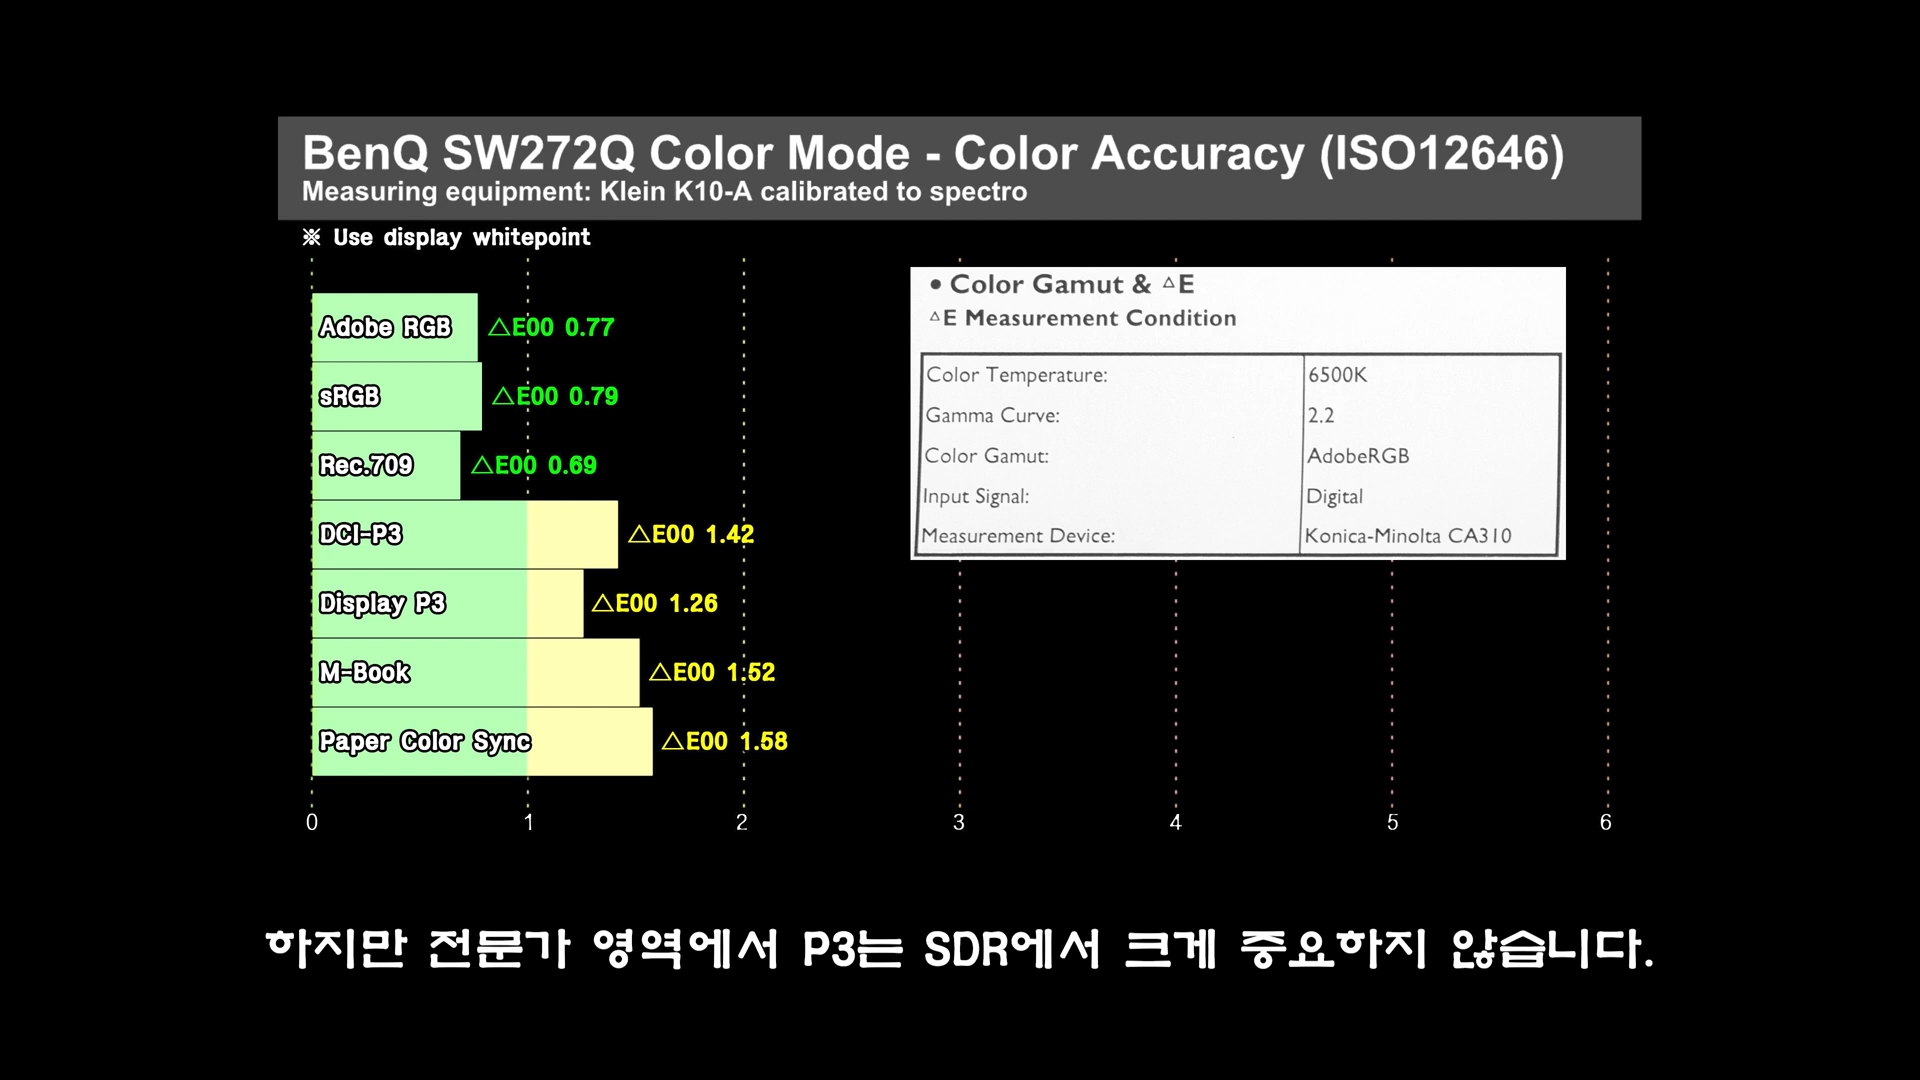 BenQ SW272Q Color Mode - Color Accuracy (ISO12646)
Measuring equipment: Klein K10-A calibrated to spectro
※ Use display whitepoint
Adobe RGB △E00 0.77
sRGB △E00 0.79
Rec.709 △E00 0.69
DCI-P3 △E00 1.42
Display P3 △E00 1.26
M-Book △E00 1.52
Paper Color Sync △E00 1.58
0 1 2 3 4 5 6
• Color Gamut & △E
△E Measurement Condition
Color Temperature: 6500K
Gamma Curve: 2.2
Color Gamut: AdobeRGB
Input Signal: Digital
Measurement Device: Konica-Minolta CA310
하지만 전문가 영역에서 P3는 SDR에서 크게 중요하지 않습니다.